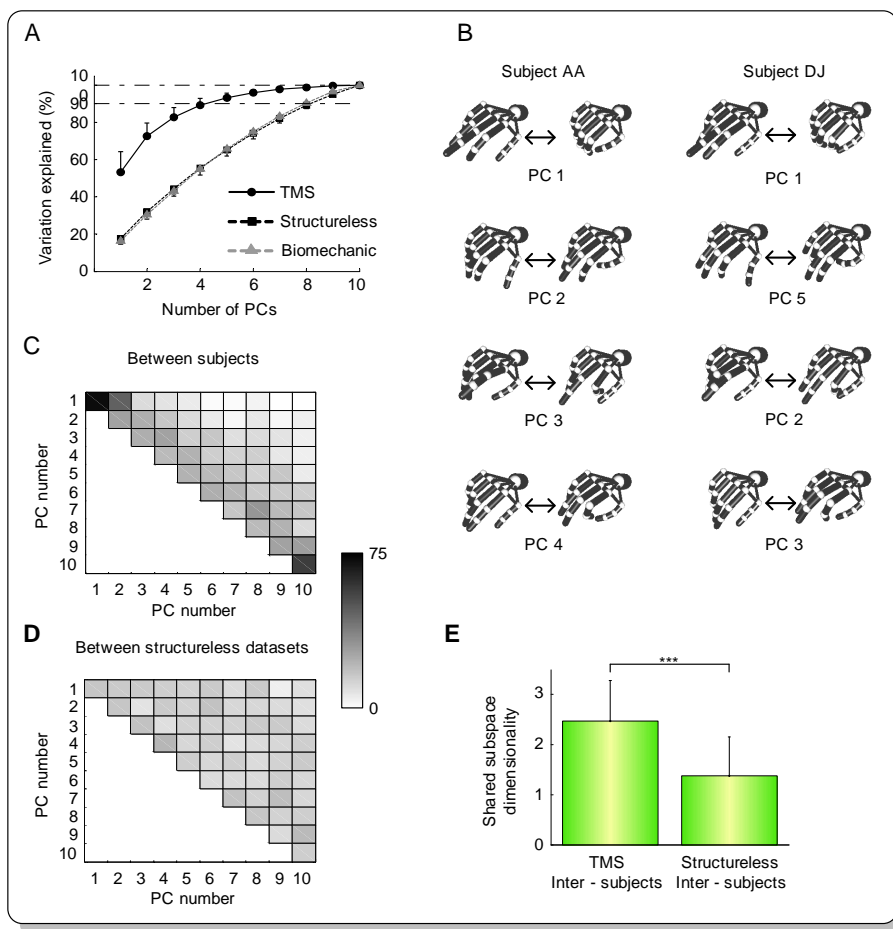 A
10
0
90
80
60
40
20
0
Variation explained (%)
TMS
Structureless
Biomechanic
2 4 6 8 10
Number of PCs
B
Subject AA Subject DJ
PC 1 PC 1
PC 2 PC 5
PC 3 PC 2
PC 4 PC 3
C
Between subjects
PC number
1
2
3
4
5
6
7
8
9
10
1 2 3 4 5 6 7 8 9 10
PC number
75
0
D
Between structureless datasets
PC number
1
2
3
4
5
6
7
8
9
10
1 2 3 4 5 6 7 8 9 10
PC number
E
***
Shared subspace
dimensionality
3
2
1
0
TMS Structureless
Inter - subjects Inter - subjects